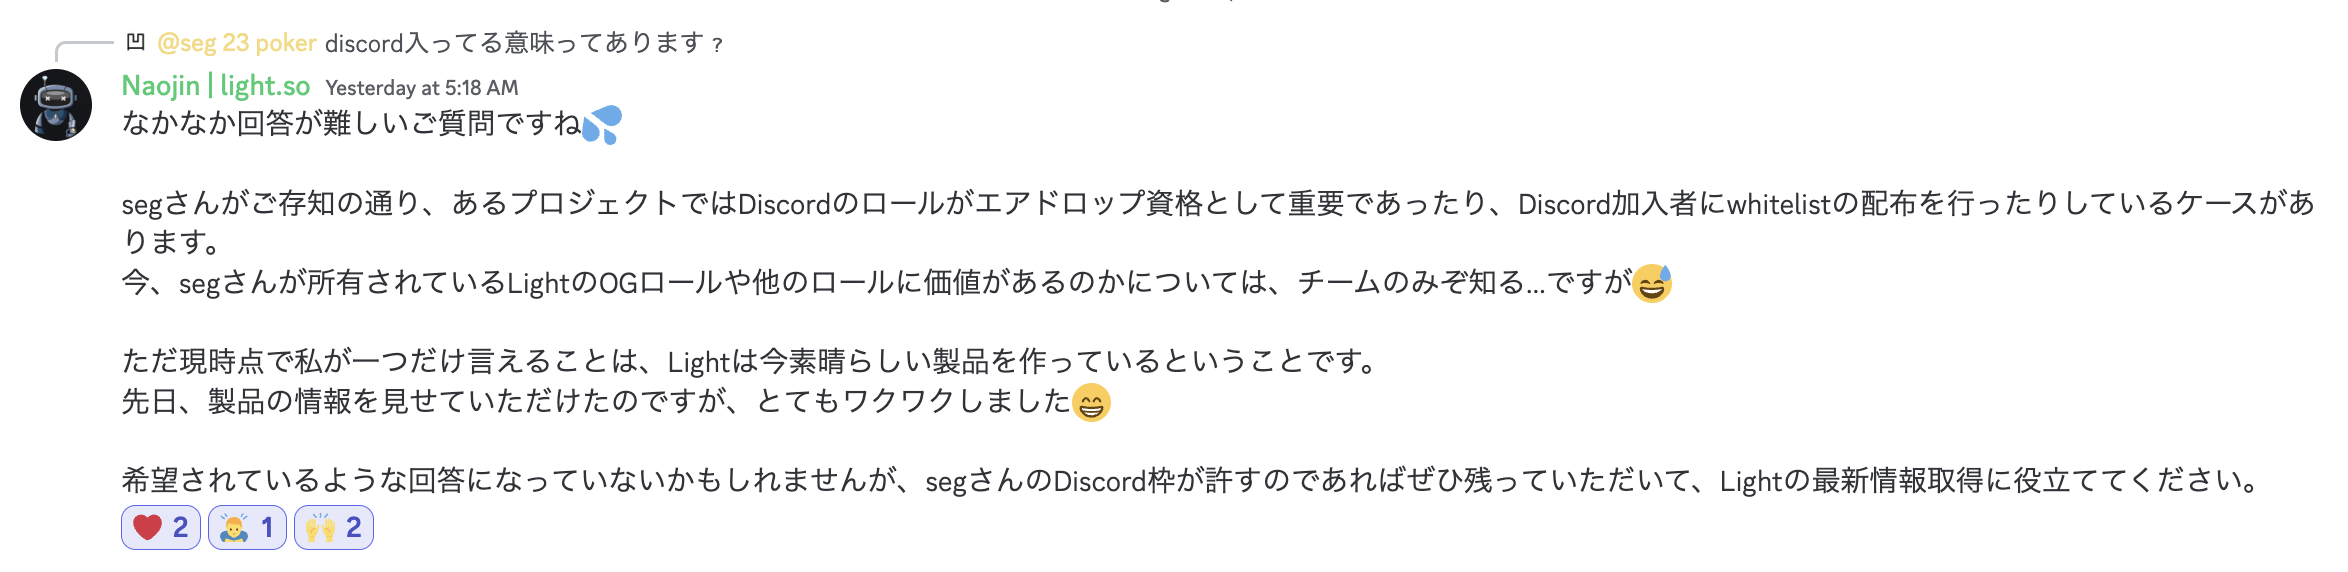 @seg 23 poker discord入ってる意味ってあります？
Naojin | light.so Yesterday at 5:18 AM
なかなか回答が難しいご質問ですね💦
segさんがご存知の通り、あるプロジェクトではDiscordのロールがエアドロップ資格として重要であったり、Discord加入者にwhitelistの配布を行ったりしているケースがあ
ります。
今、segさんが所有されているLightのOGロールや他のロールに価値があるのかについては、チームのみぞ知る...ですが😅
ただ現時点で私が一つだけ言えることは、Lightは今素晴らしい製品を作っているということです。
先日、製品の情報を見せていただけたのですが、とてもワクワクしました😄
希望されているような回答になっていないかもしれませんが、segさんのDiscord枠が許すのであればぜひ残っていただいて、Lightの最新情報取得に役立ててください。
❤️ 2 🙇‍♂️ 1 🙌 2